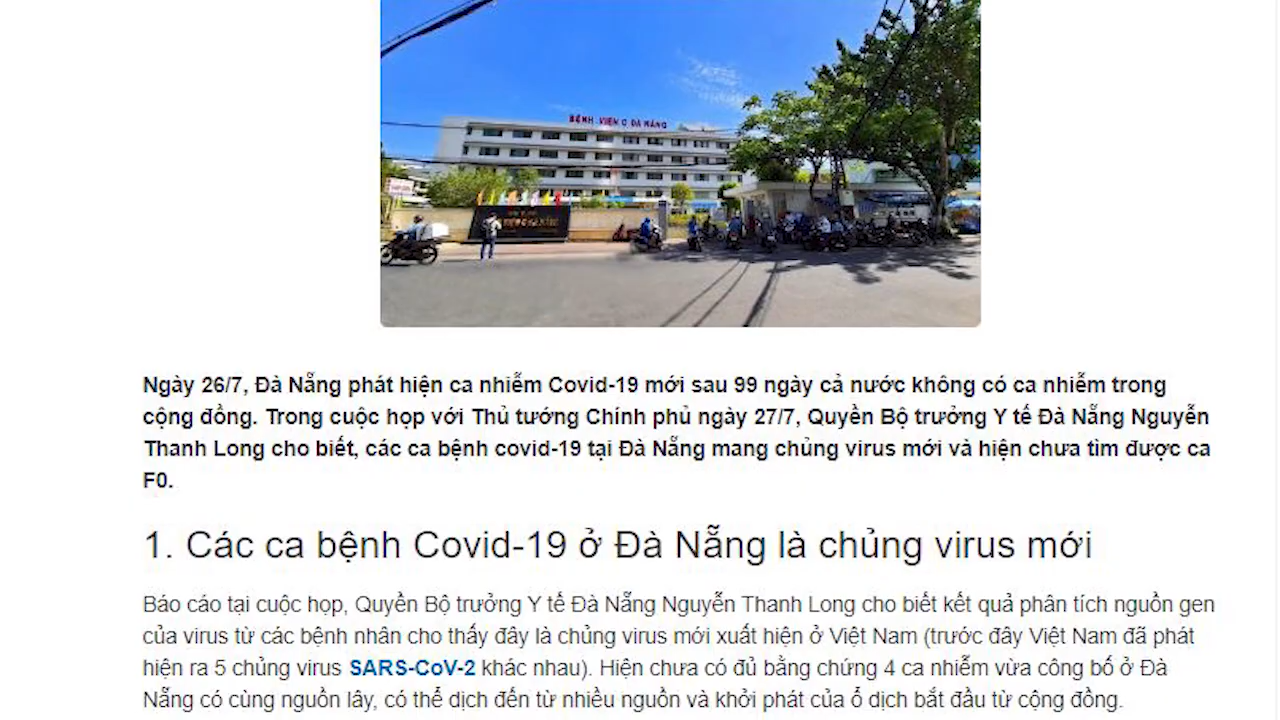 BỆNH VIỆN C ĐÀ NẴNG
Ngày 26/7, Đà Nẵng phát hiện ca nhiễm Covid-19 mới sau 99 ngày cả nước không có ca nhiễm trong
cộng đồng. Trong cuộc họp với Thủ tướng Chính phủ ngày 27/7, Quyền Bộ trưởng Y tế Đà Nẵng Nguyễn
Thanh Long cho biết, các ca bệnh covid-19 tại Đà Nẵng mang chủng virus mới và hiện chưa tìm được ca
F0.
1. Các ca bệnh Covid-19 ở Đà Nẵng là chủng virus mới
Báo cáo tại cuộc họp, Quyền Bộ trưởng Y tế Đà Nẵng Nguyễn Thanh Long cho biết kết quả phân tích nguồn gen
của virus từ các bệnh nhân cho thấy đây là chủng virus mới xuất hiện ở Việt Nam (trước đây Việt Nam đã phát
hiện ra 5 chủng virus SARS-CoV-2 khác nhau). Hiện chưa có đủ bằng chứng 4 ca nhiễm vừa công bố ở Đà
Nẵng có cùng nguồn lây, có thể dịch đến từ nhiều nguồn và khởi phát của ổ dịch bắt đầu từ cộng đồng.